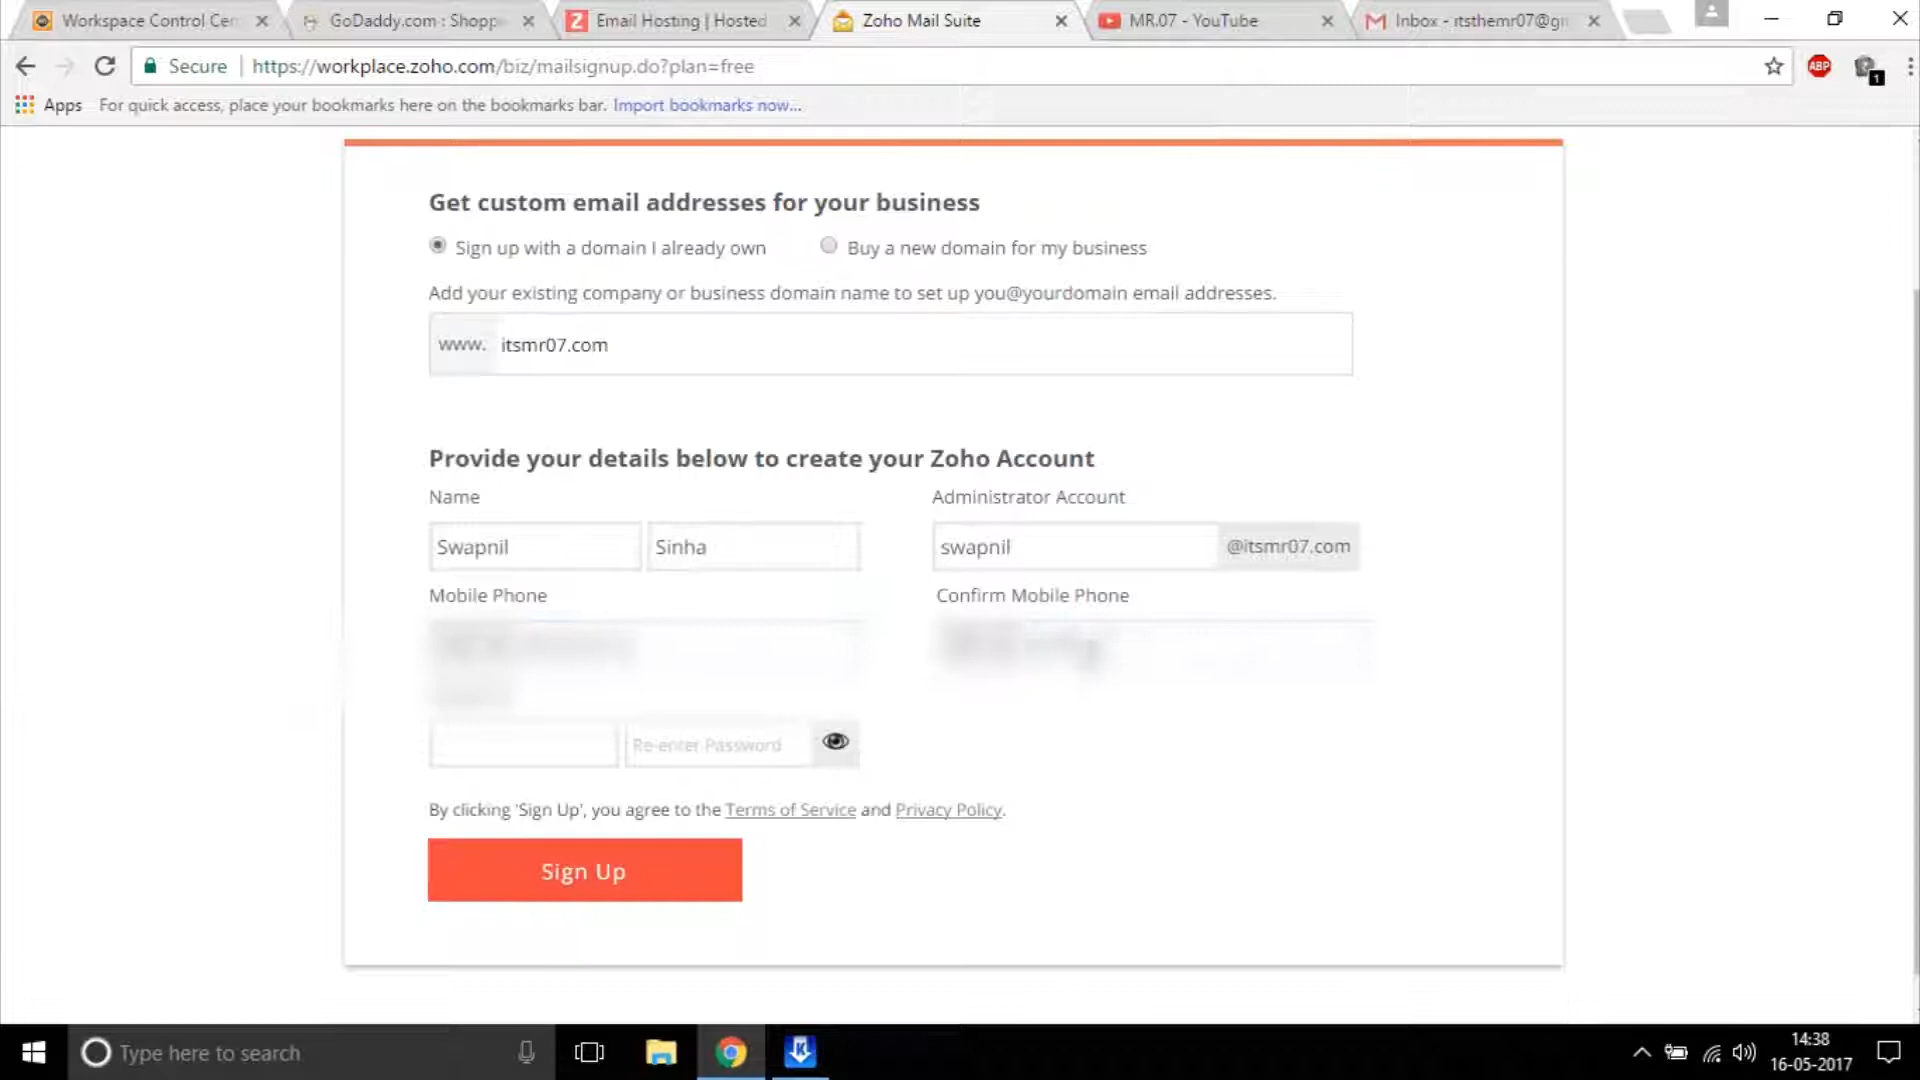 Workspace Control Cen
GoDaddy.com : Shopp
Email Hosting | Hosted
Zoho Mail Suite
MR.07 - YouTube
Inbox - itsthemr07@gm
Secure
https://workplace.zoho.com/biz/mailsignup.do?plan=free
ABP
1
Apps
For quick access, place your bookmarks here on the bookmarks bar. Import bookmarks now...
Get custom email addresses for your business
Sign up with a domain I already own
Buy a new domain for my business
Add your existing company or business domain name to set up you@yourdomain email addresses.
www. itsmr07.com
Provide your details below to create your Zoho Account
Name
Administrator Account
Swapnil
Sinha
swapnil
@itsmr07.com
Mobile Phone
Confirm Mobile Phone
Re-enter Password
By clicking 'Sign Up', you agree to the Terms of Service and Privacy Policy.
Sign Up
Type here to search
14:38
16-05-2017